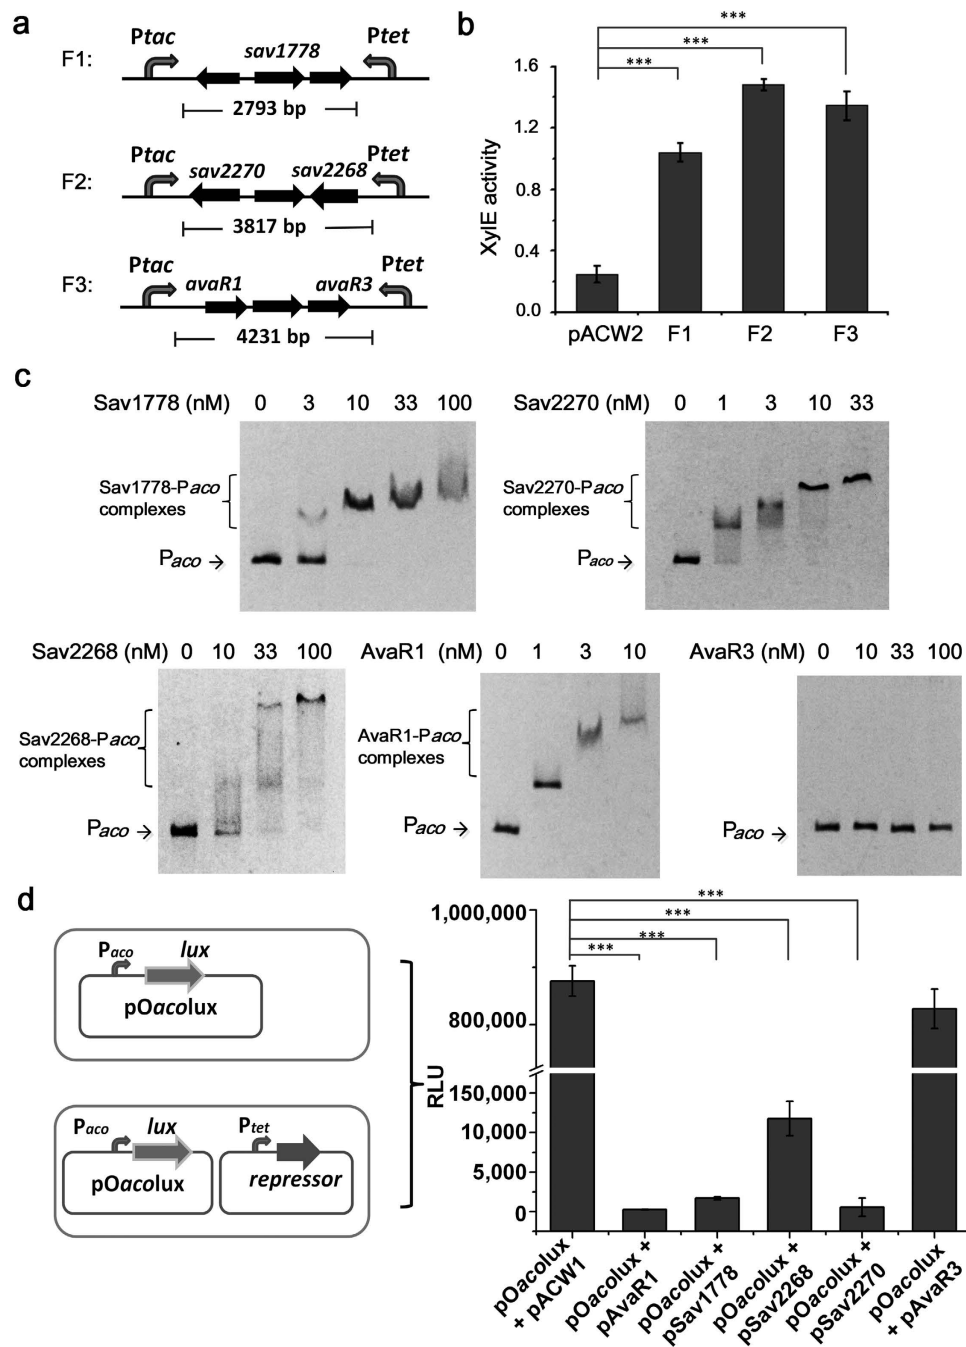 a
F1:
Ptac
sav1778
Ptet
2793 bp
F2:
Ptac
sav2270
sav2268
Ptet
3817 bp
F3:
Ptac
avaR1
avaR3
Ptet
4231 bp
b
***
***
***
XylE activity
1.6
1.2
0.8
0.4
0.0
pACW2 F1 F2 F3
c
Sav1778 (nM) 0 3 10 33 100
Sav1778-Paco
complexes
Paco →
Sav2270 (nM) 0 1 3 10 33
Sav2270-Paco
complexes
Paco →
Sav2268 (nM) 0 10 33 100
Sav2268-Paco
complexes
Paco →
AvaR1 (nM) 0 1 3 10
AvaR1-Paco
complexes
Paco →
AvaR3 (nM) 0 10 33 100
Paco →
d
Paco lux
pOacolux
Paco lux
pOacolux
Ptet
repressor
RLU
1,000,000
800,000
150,000
10,000
5,000
0
***
***
***
***
pOacolux
+ pACW1
pOacolux +
pAvaR1
pOacolux +
pSav1778
pOacolux +
pSav2268
pOacolux +
pSav2270
pOacolux
+ pAvaR3